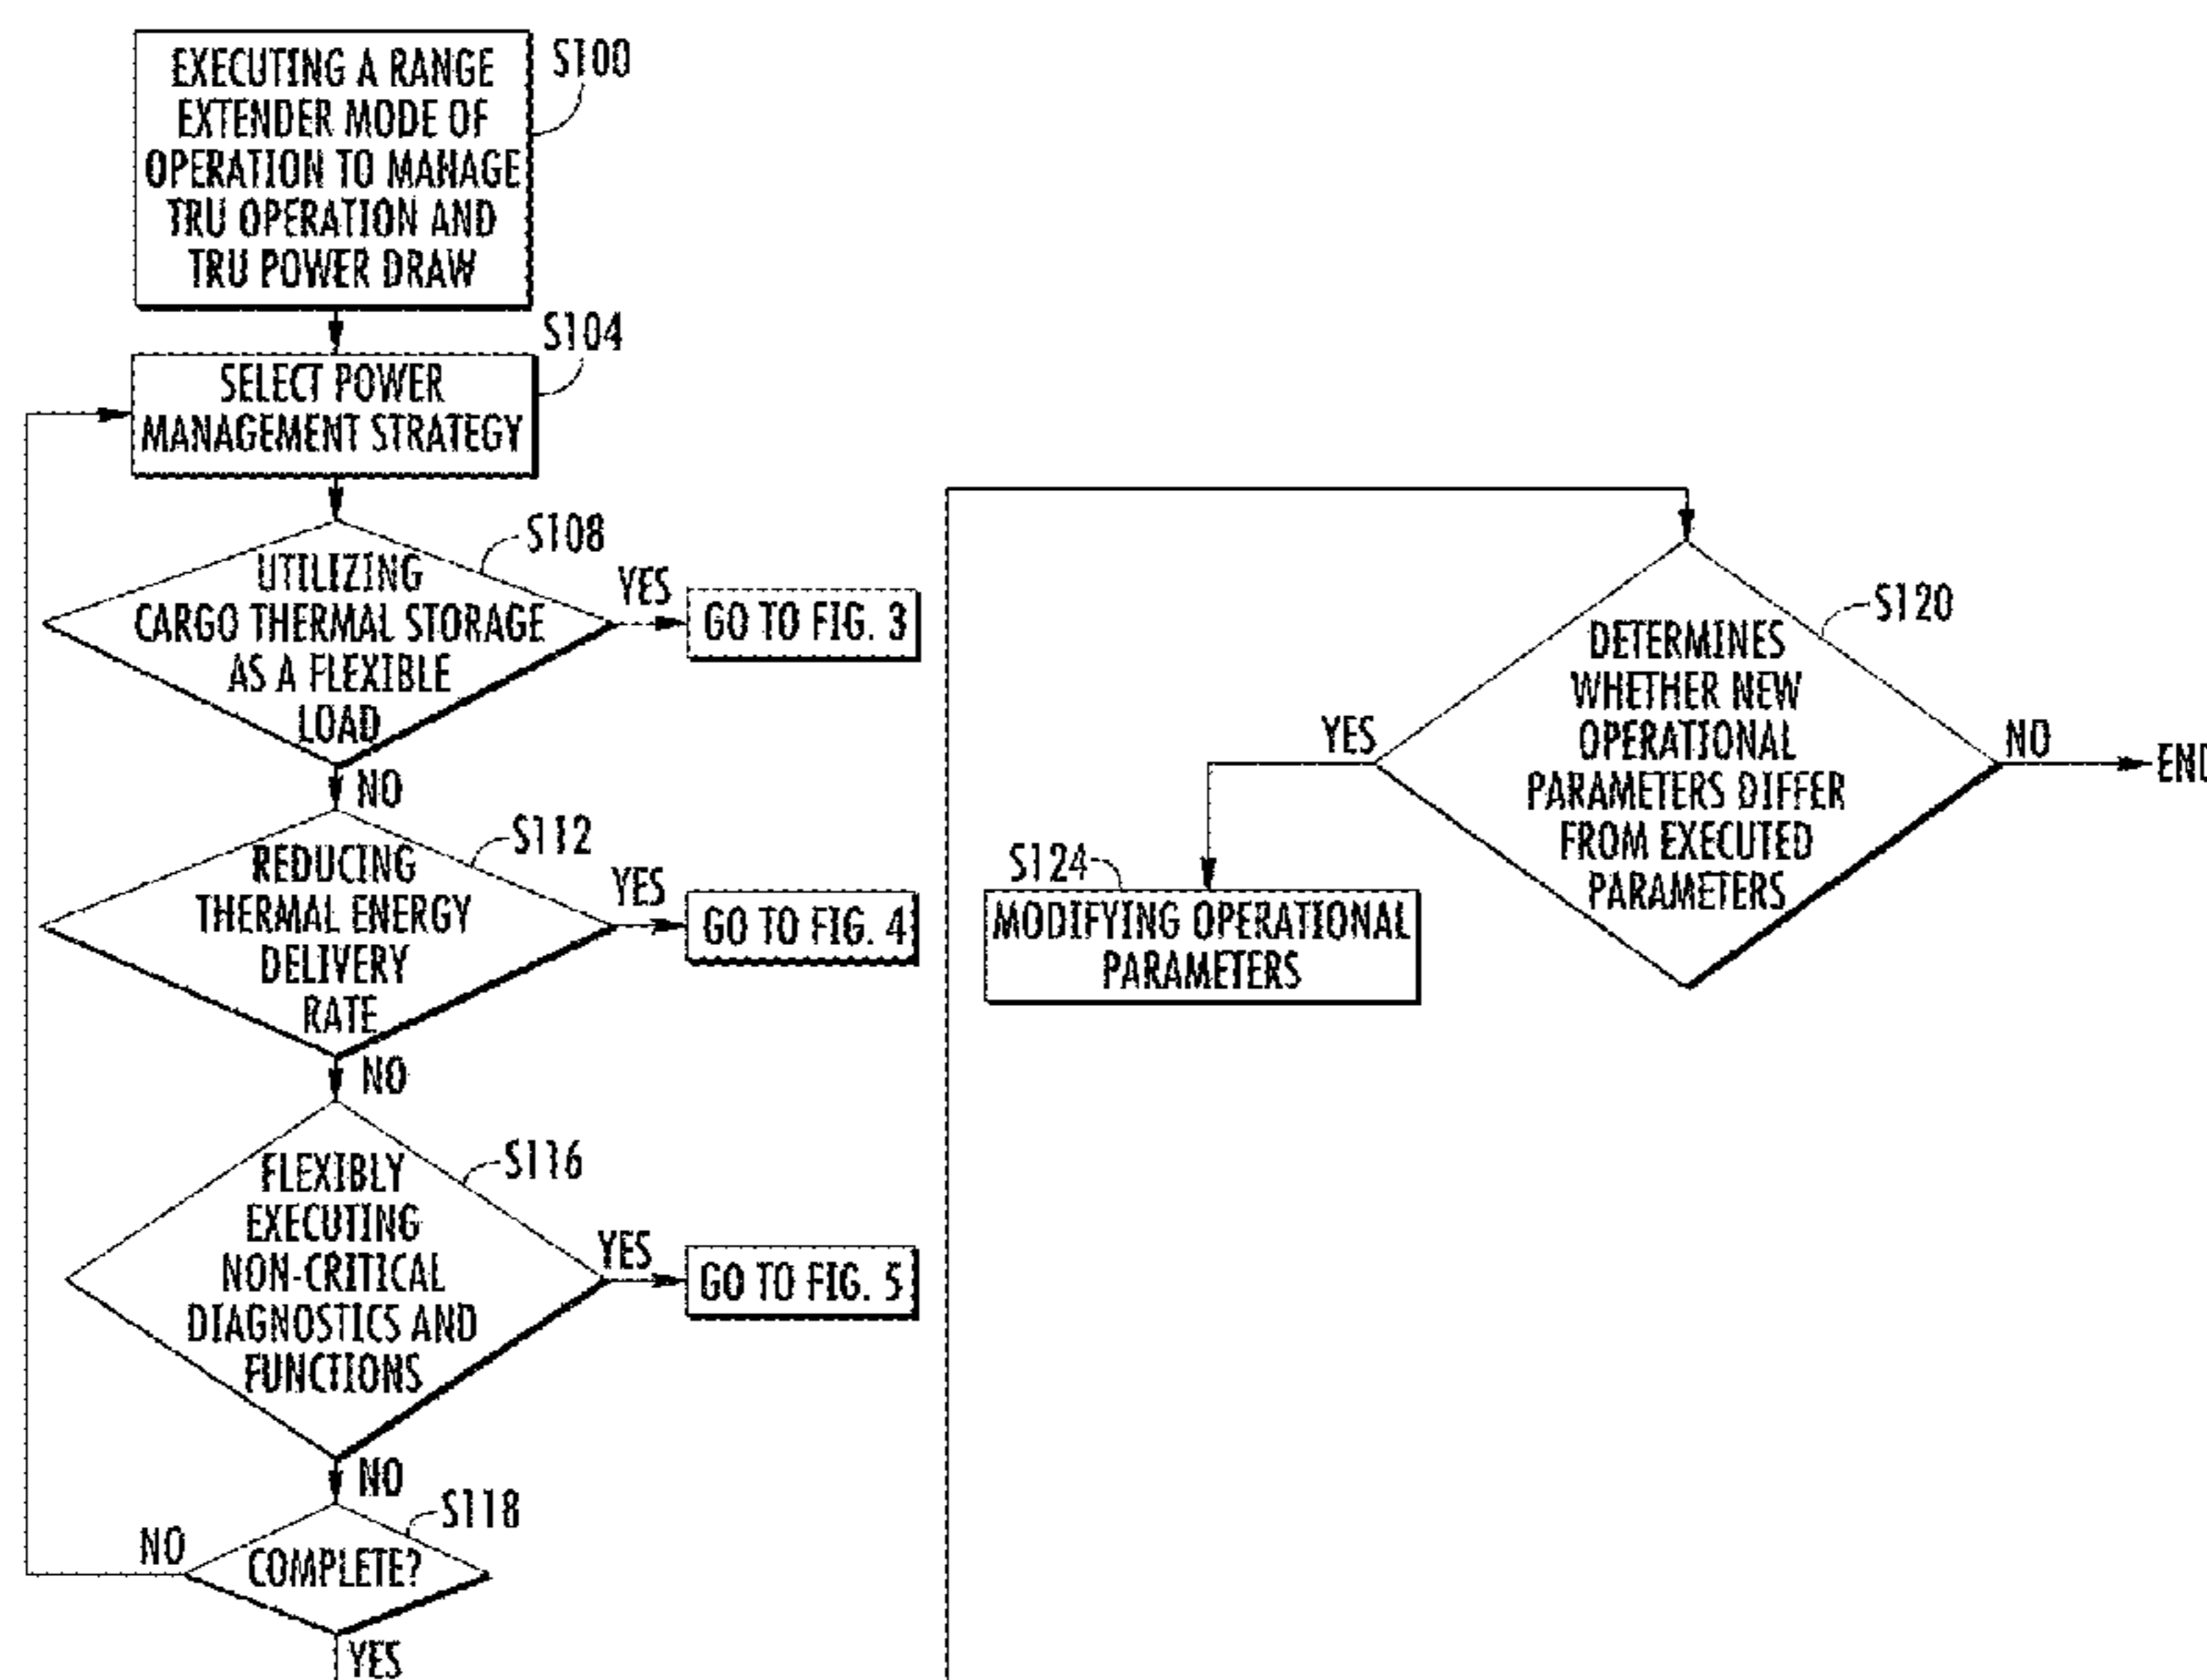 EXECUTING A RANGE
EXTENDER MODE OF
OPERATION TO MANAGE
TRU OPERATION AND
TRU POWER DRAW
S100
S104
SELECT POWER
MANAGEMENT STRATEGY
S108
UTILIZING
CARGO THERMAL STORAGE
AS A FLEXIBLE
LOAD
YES
GO TO FIG. 3
NO
S112
REDUCING
THERMAL ENERGY
DELIVERY
RATE
YES
GO TO FIG. 4
NO
S116
FLEXIBLY
EXECUTING
NON-CRITICAL
DIAGNOSTICS AND
FUNCTIONS
YES
GO TO FIG. 5
NO
S118
COMPLETE?
NO
YES
S120
DETERMINES
WHETHER NEW
OPERATIONAL
PARAMETERS DIFFER
FROM EXECUTED
PARAMETERS
YES
NO
END
S124
MODIFYING OPERATIONAL
PARAMETERS